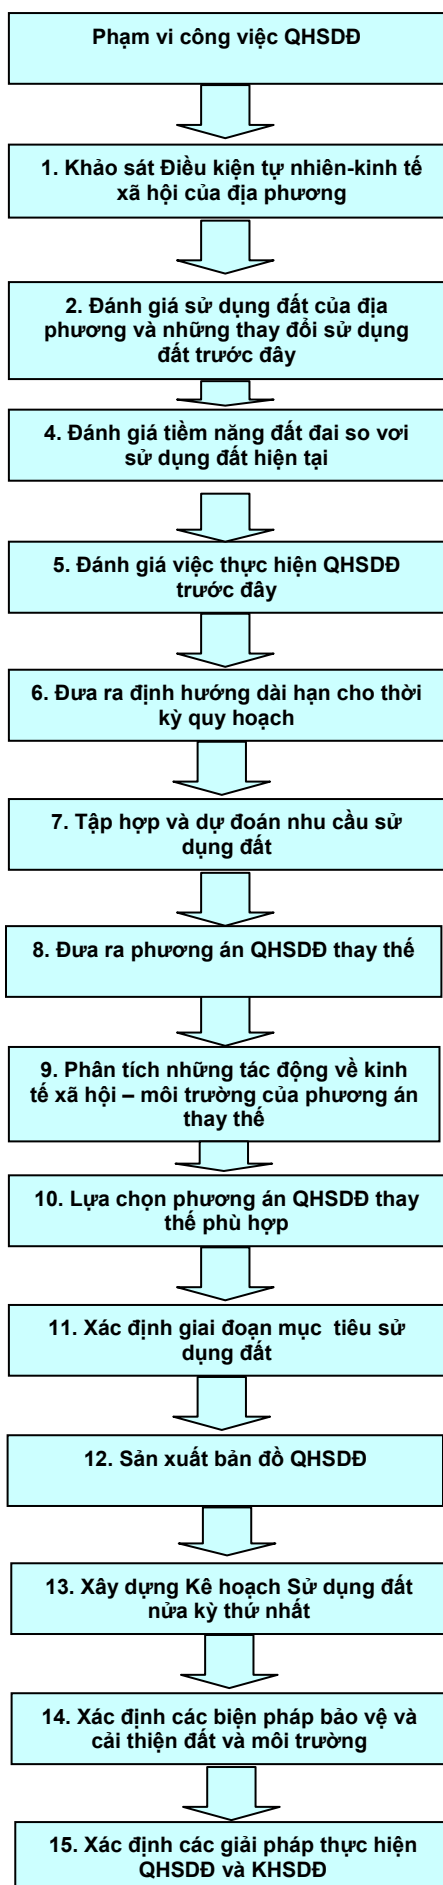 Phạm vi công việc QHSDĐ
1. Khảo sát Điều kiện tự nhiên-kinh tế
xã hội của địa phương
2. Đánh giá sử dụng đất của địa
phương và những thay đổi sử dụng
đất trước đây
4. Đánh giá tiềm năng đất đai so vơi
sử dụng đất hiện tại
5. Đánh giá việc thực hiện QHSDĐ
trước đây
6. Đưa ra định hướng dài hạn cho thời
kỳ quy hoạch
7. Tập hợp và dự đoán nhu cầu sử
dụng đất
8. Đưa ra phương án QHSDĐ thay thế
9. Phân tích những tác động về kinh
tế xã hội – môi trường của phương án
thay thế
10. Lựa chọn phương án QHSDĐ thay
thế phù hợp
11. Xác định giai đoạn mục tiêu sử
dụng đất
12. Sản xuất bản đồ QHSDĐ
13. Xây dựng Kê hoạch Sử dụng đất
nửa kỳ thứ nhất
14. Xác định các biện pháp bảo vệ và
cải thiện đất và môi trường
15. Xác định các giải pháp thực hiện
QHSDĐ và KHSDĐ